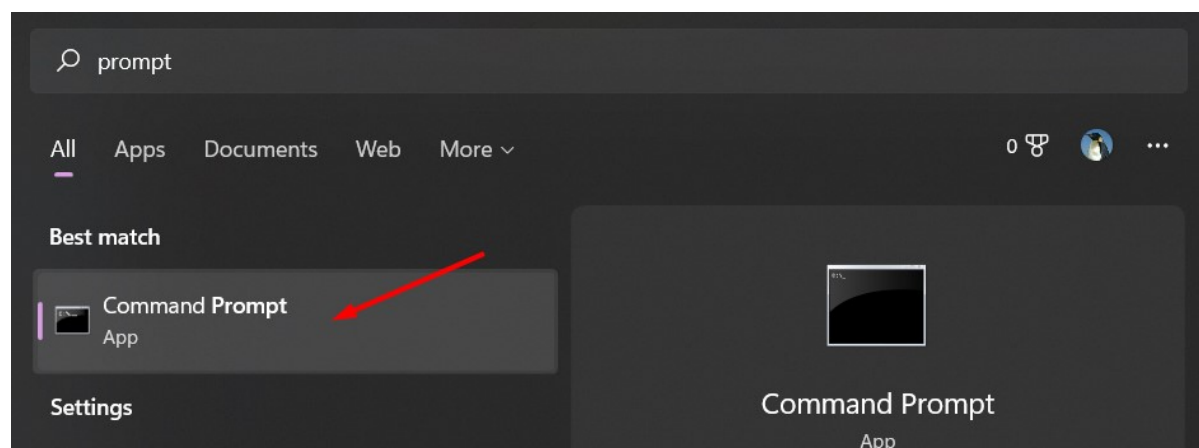 prompt
All Apps Documents Web More 0
Best match
Command Prompt
App
Settings
Command Prompt
App